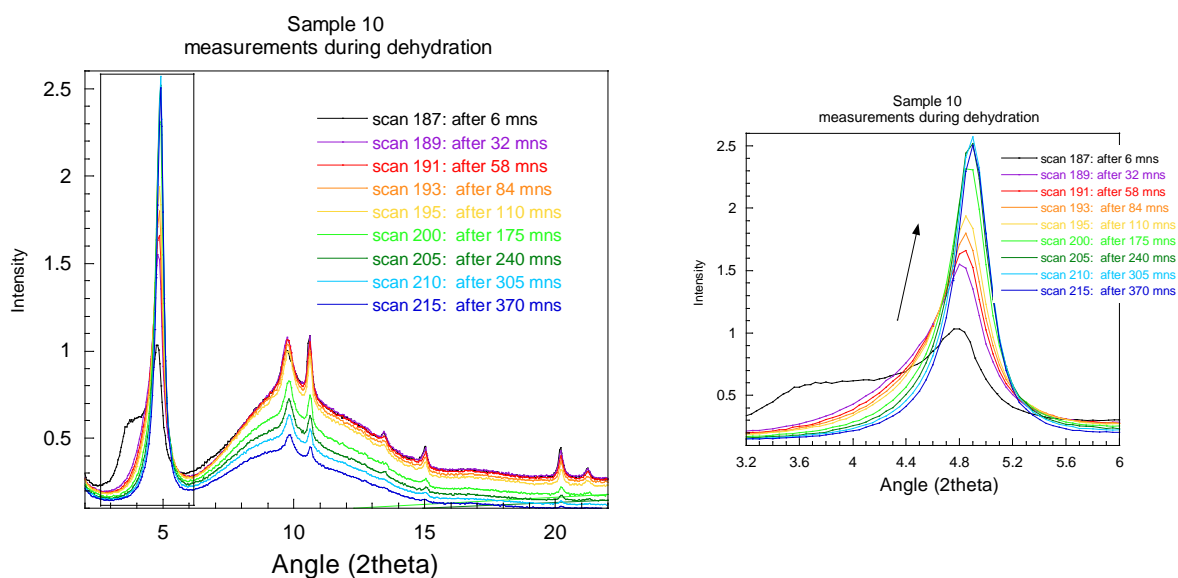 Sample 10
measurements during dehydration
2.5
2
1.5
1
0.5
Intensity
scan 187: after 6 mns
scan 189: after 32 mns
scan 191: after 58 mns
scan 193: after 84 mns
scan 195: after 110 mns
scan 200: after 175 mns
scan 205: after 240 mns
scan 210: after 305 mns
scan 215: after 370 mns
5 10 15 20
Angle (2theta)
Sample 10
measurements during dehydration
2.5
2
1.5
1
0.5
Intensity
scan 187: after 6 mns
scan 189: after 32 mns
scan 191: after 58 mns
scan 193: after 84 mns
scan 195: after 110 mns
scan 200: after 175 mns
scan 205: after 240 mns
scan 210: after 305 mns
scan 215: after 370 mns
3.2 3.6 4 4.4 4.8 5.2 5.6 6
Angle (2theta)